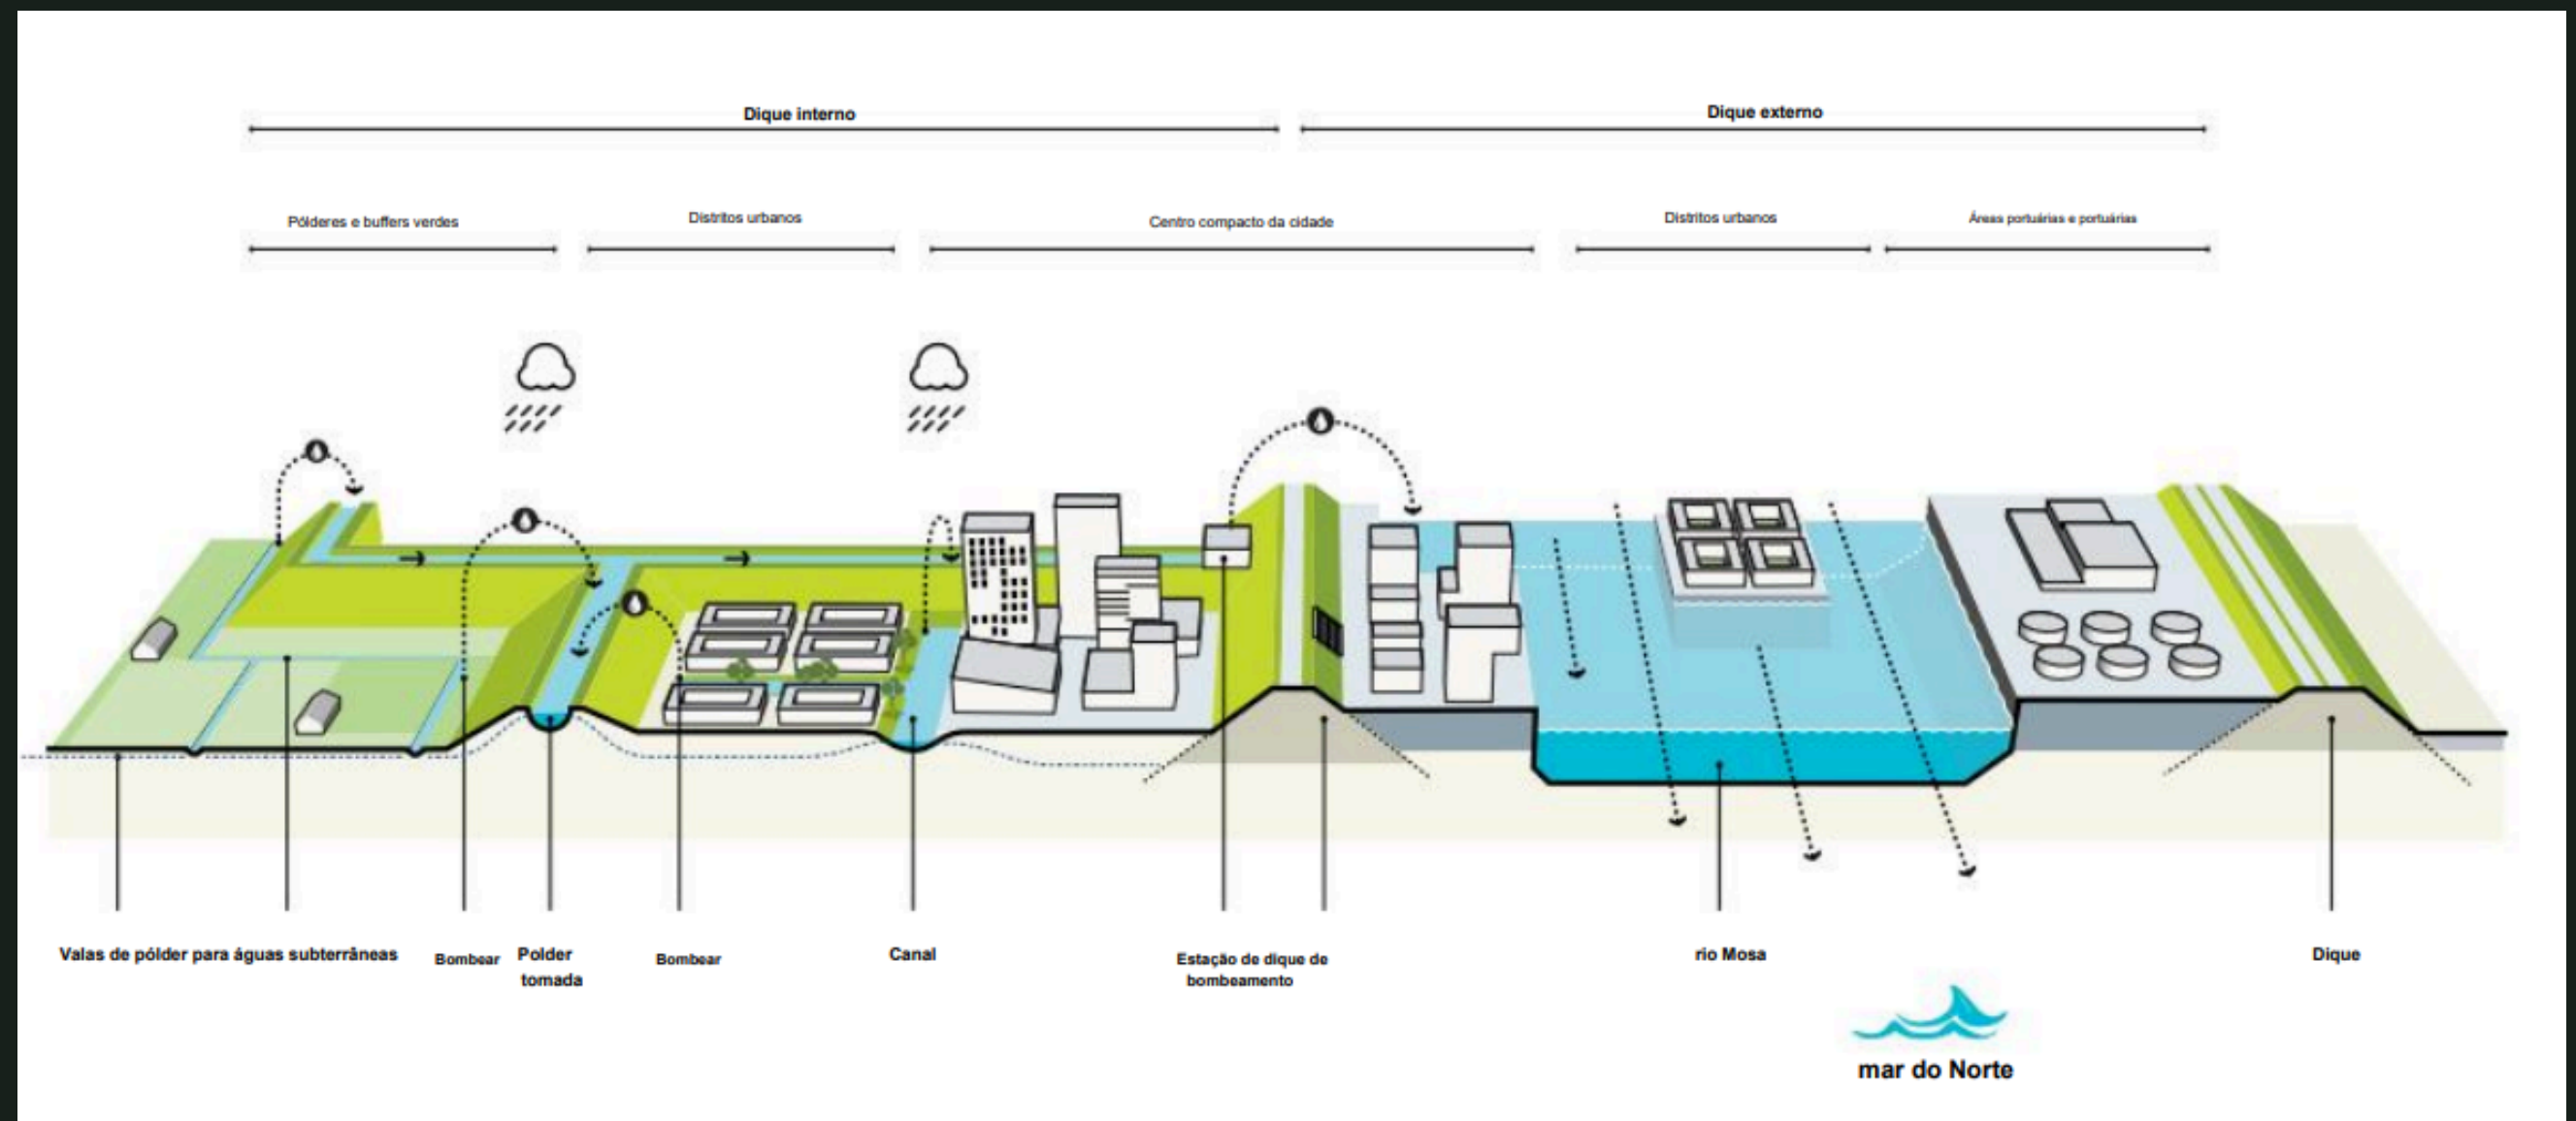 Dique interno
Dique externo
Pólderes e buffers verdes
Distritos urbanos
Centro compacto da cidade
Distritos urbanos
Áreas portuárias e portuárias
Valas de pólder para águas subterrâneas
Bombear
Polder
tomada
Bombear
Canal
Estação de dique de
bombeamento
rio Mosa
Dique
mar do Norte